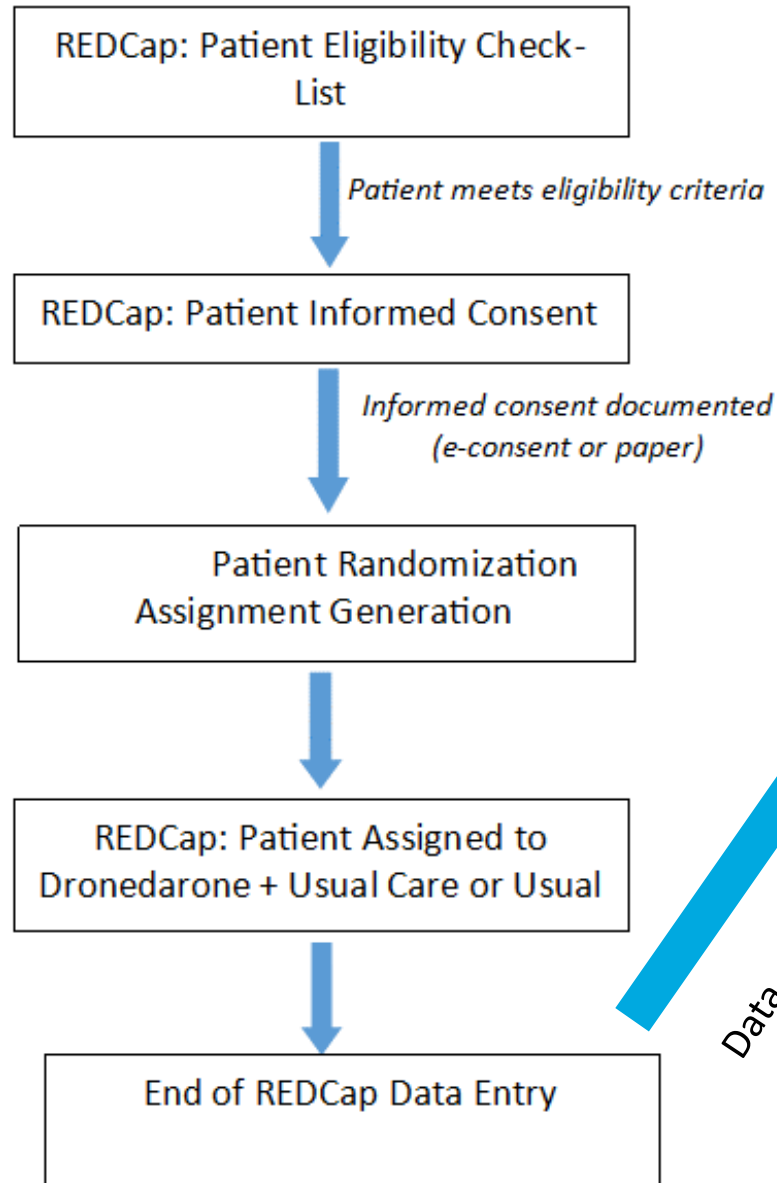 REDCap: Patient Eligibility Check-
List
Patient meets eligibility criteria
REDCap: Patient Informed Consent
Informed consent documented
(e-consent or paper)
Patient Randomization
Assignment Generation
REDCap: Patient Assigned to
Dronedarone + Usual Care or Usual
Data
End of REDCap Data Entry